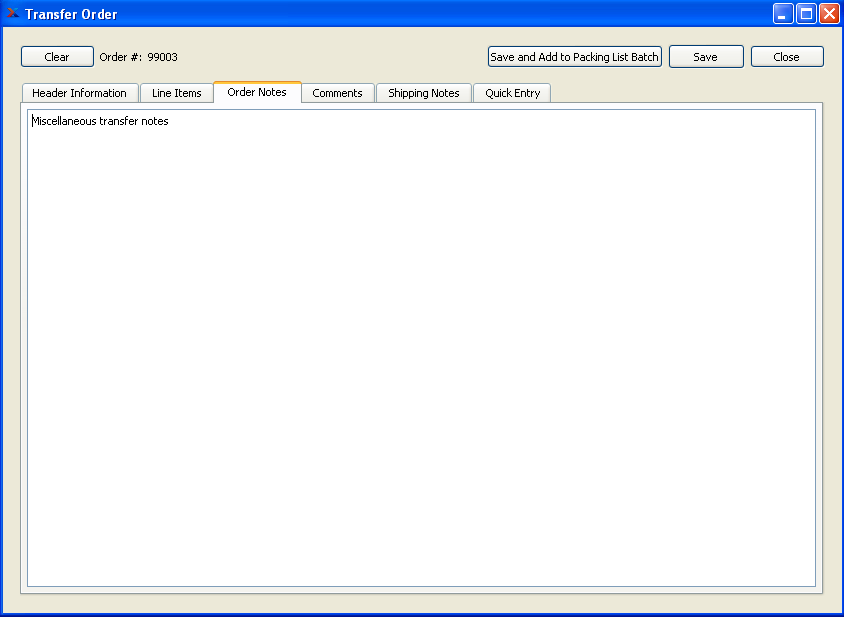 Transfer Order
Clear Order #: 99003 Save and Add to Packing List Batch Save Close
Header Information Line Items Order Notes Comments Shipping Notes Quick Entry
Miscellaneous transfer notes